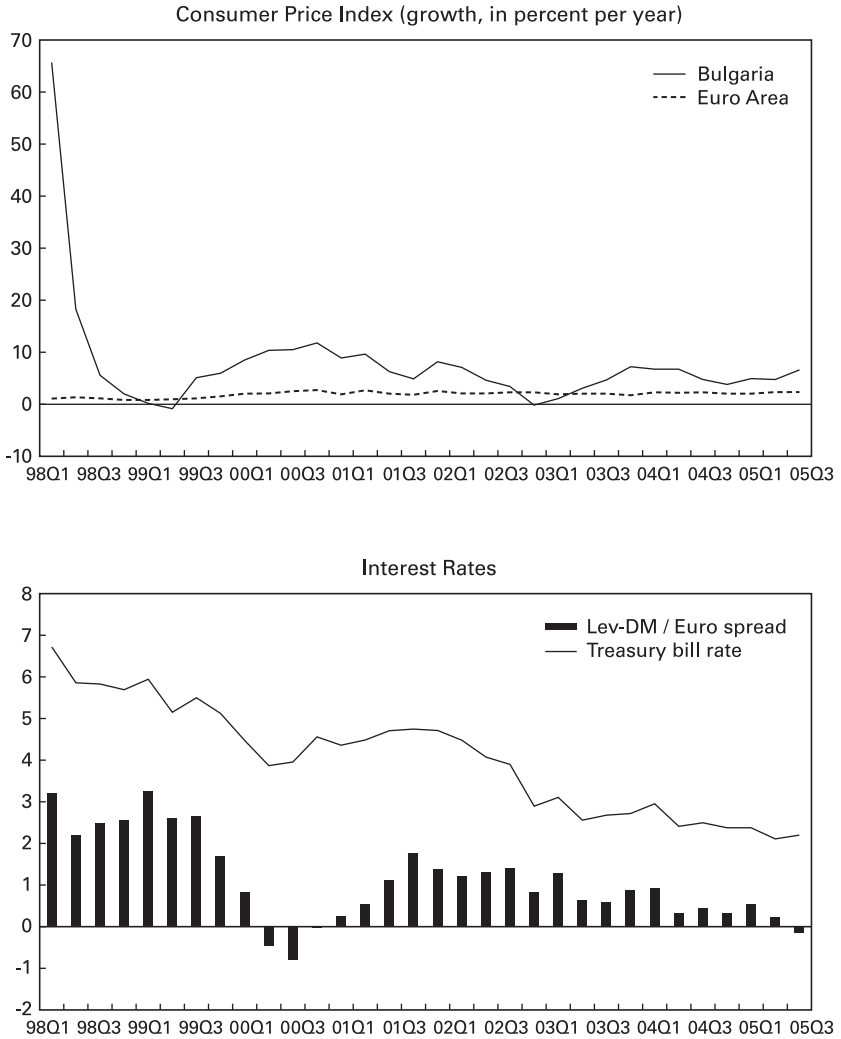 Consumer Price Index (growth, in percent per year)
70
60
50
40
30
20
10
0
-10
Bulgaria
Euro Area
98Q1 98Q3 99Q1 99Q3 00Q1 00Q3 01Q1 01Q3 02Q1 02Q3 03Q1 03Q3 04Q1 04Q3 05Q1 05Q3
Interest Rates
8
7
6
5
4
3
2
1
0
-1
-2
Lev-DM / Euro spread
Treasury bill rate
98Q1 98Q3 99Q1 99Q3 00Q1 00Q3 01Q1 01Q3 02Q1 02Q3 03Q1 03Q3 04Q1 04Q3 05Q1 05Q3